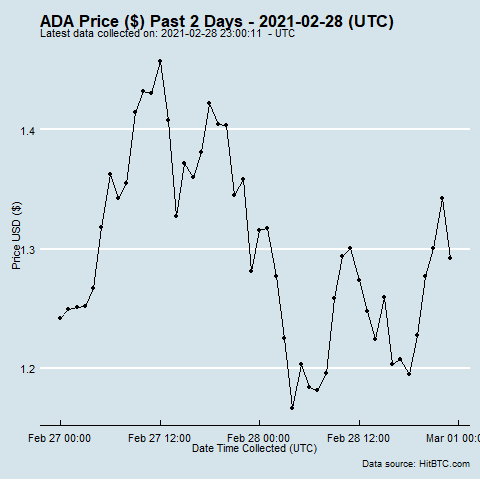 ADA Price ($) Past 2 Days - 2021-02-28 (UTC)
Latest data collected on: 2021-02-28 23:00:11  - UTC
1.4
1.3
1.2
Price USD ($)
Feb 27 00:00 Feb 27 12:00 Feb 28 00:00 Feb 28 12:00 Mar 01 00:00
Date Time Collected (UTC)
Data source: HitBTC.com